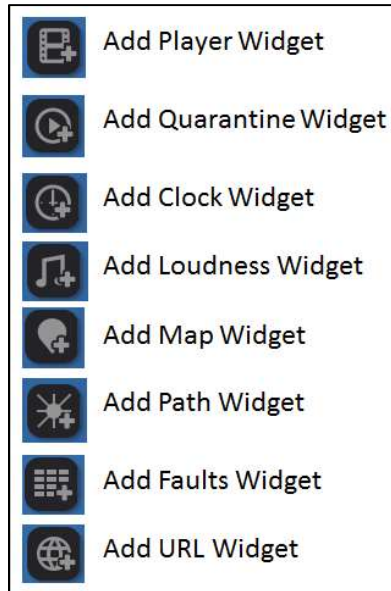 Add Player Widget
Add Quarantine Widget
Add Clock Widget
Add Loudness Widget
Add Map Widget
Add Path Widget
Add Faults Widget
Add URL Widget